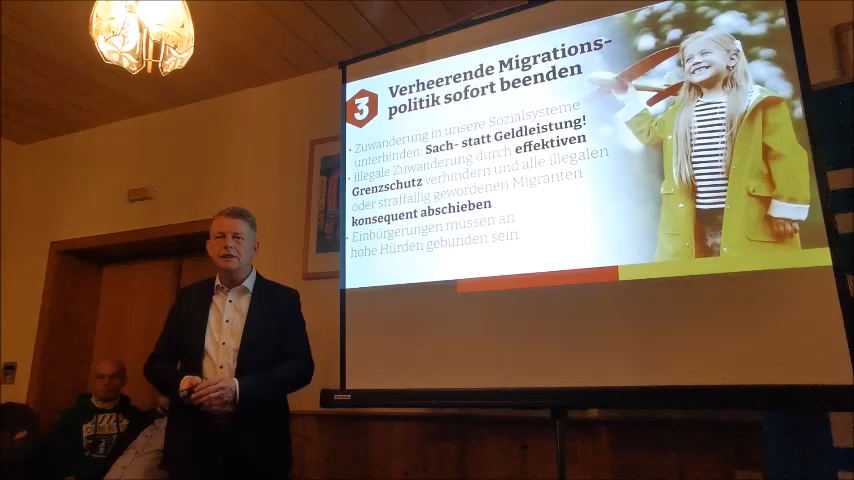 3
Verheerende Migrations-
politik sofort beenden
· Zuwanderung in unsere Sozialsysteme
unterbinden: Sach- statt Geldleistung!
· illegale Zuwanderung durch effektiven
Grenzschutz verhindern und alle illegalen
oder straffällig gewordenen Migranten
konsequent abschieben
· Einbürgerungen müssen an
hohe Hürden gebunden sein